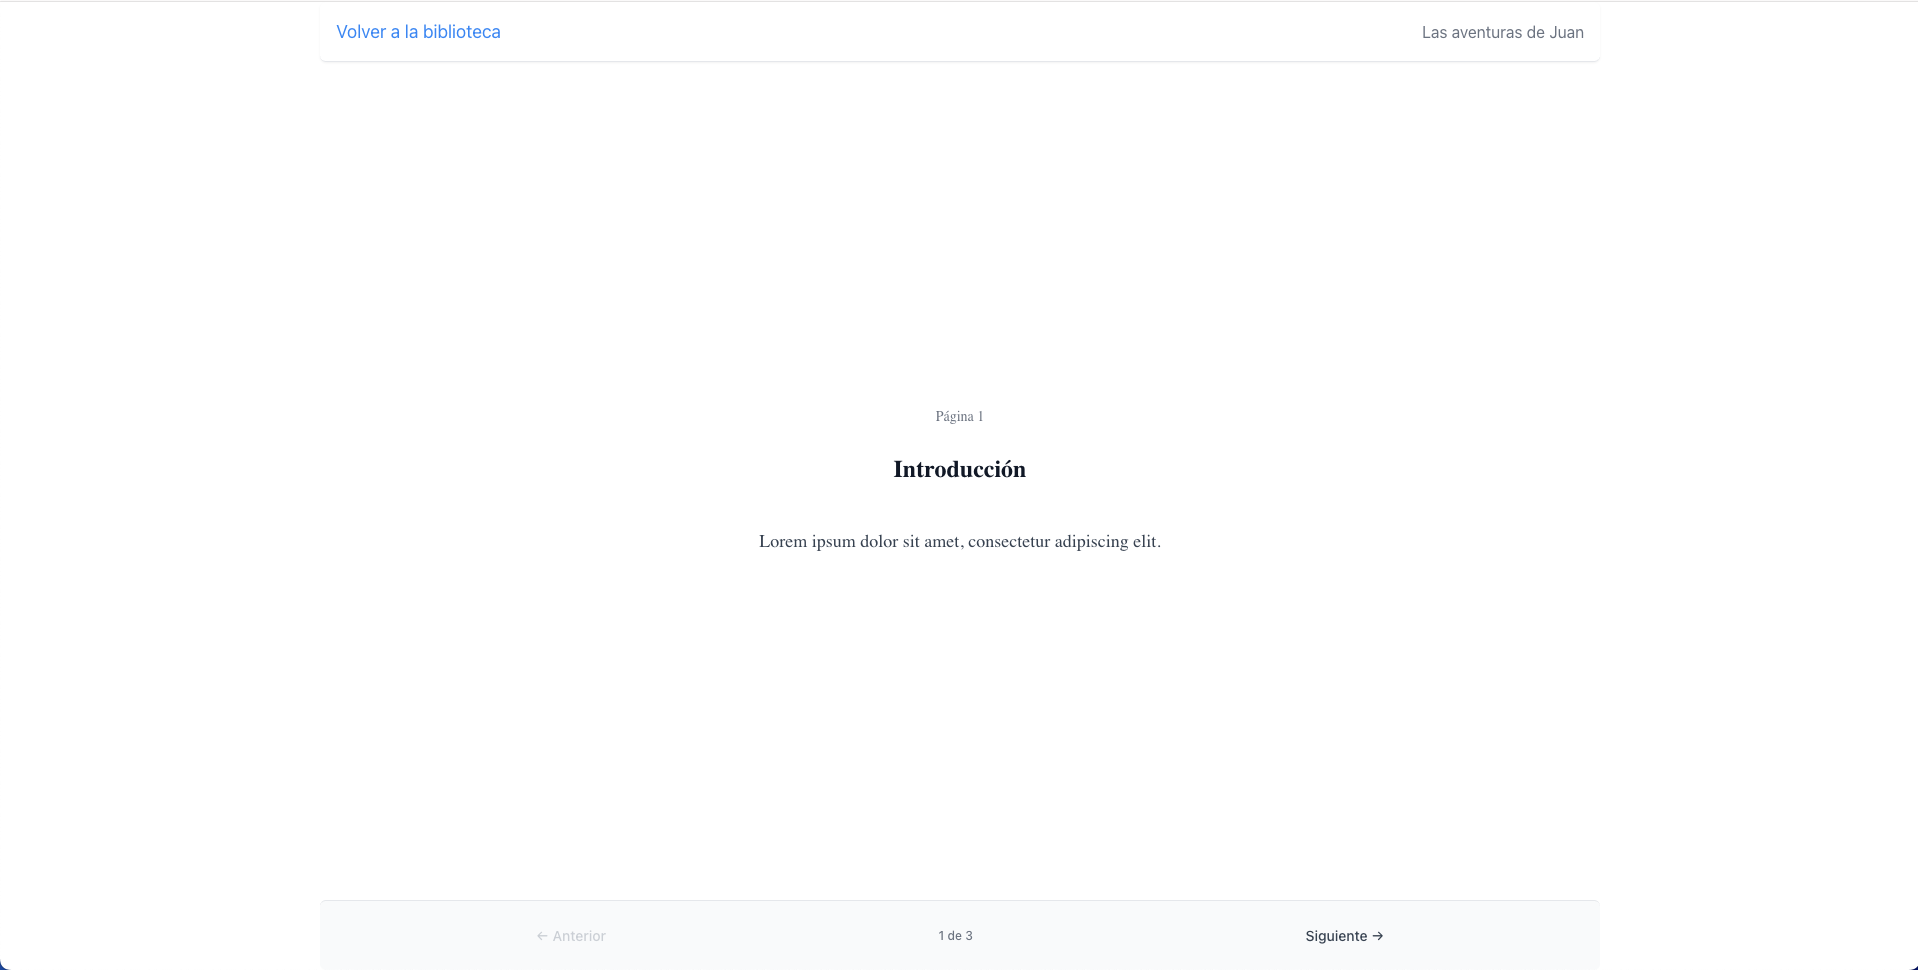 Volver a la biblioteca
Las aventuras de Juan
Página 1
Introducción
Lorem ipsum dolor sit amet, consectetur adipiscing elit.
← Anterior
1 de 3
Siguiente →